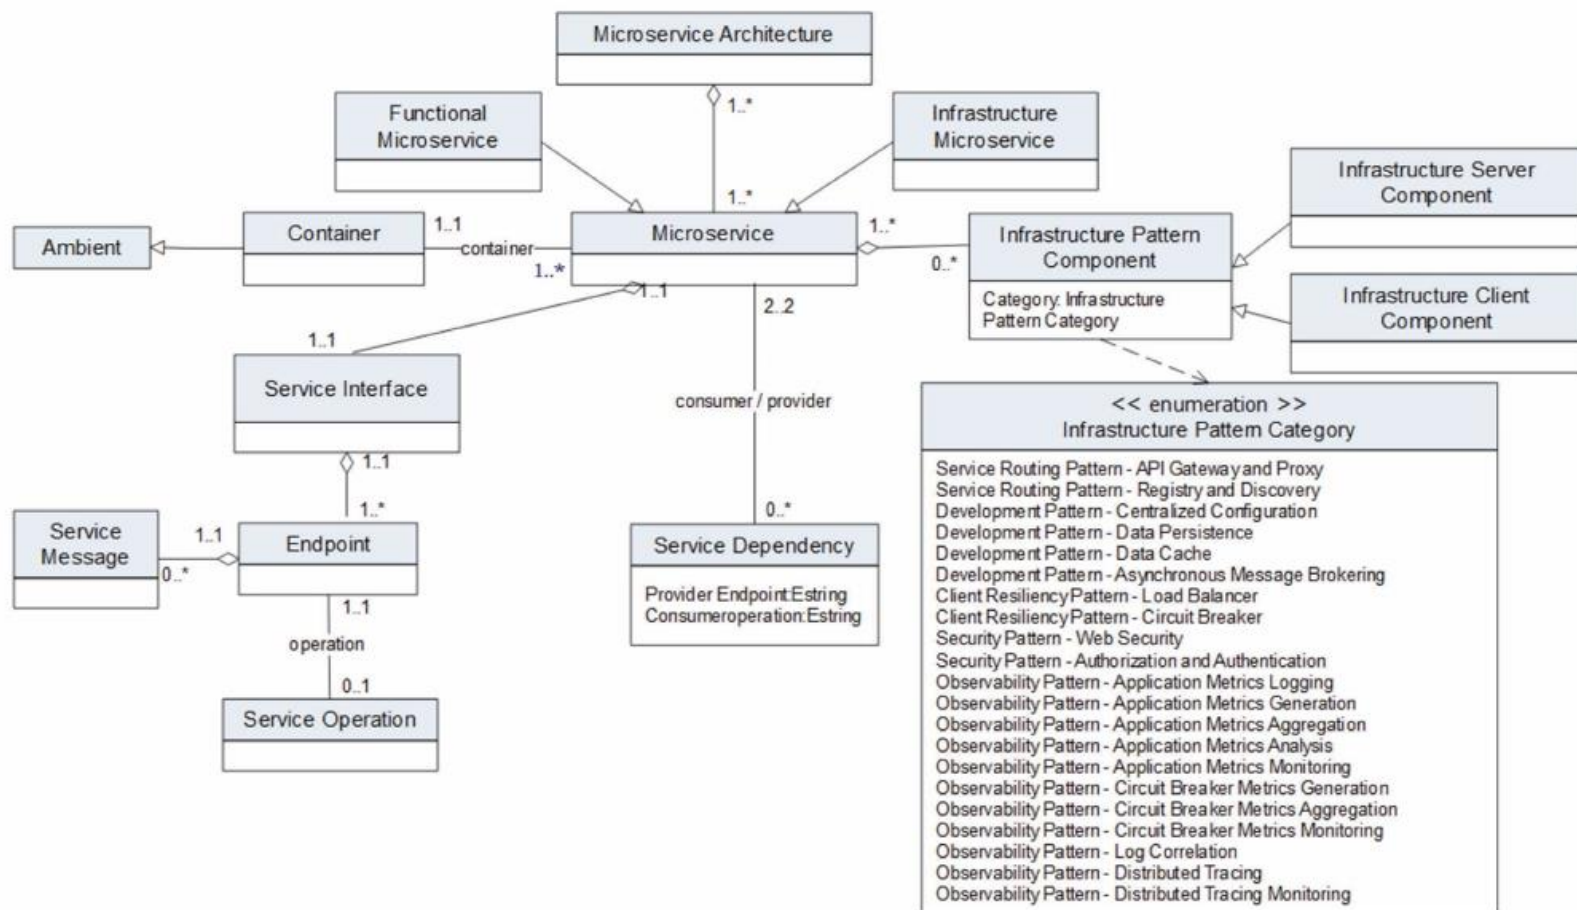 Microservice Architecture
1..*
Functional
Microservice
Infrastructure
Microservice
Infrastructure Server
Component
1..*
Ambient
Container
1..1
container
1..*
Microservice
1..*
0..*
Infrastructure Pattern
Component
Category: Infrastructure
Pattern Category
Infrastructure Client
Component
1..1
2..2
1..1
Service Interface
consumer / provider
<< enumeration >>
Infrastructure Pattern Category
Service Routing Pattern - API Gateway and Proxy
Service Routing Pattern - Registry and Discovery
Development Pattern - Centralized Configuration
Development Pattern - Data Persistence
Development Pattern - Data Cache
Development Pattern - Asynchronous Message Brokering
Client Resiliency Pattern - Load Balancer
Client Resiliency Pattern - Circuit Breaker
Security Pattern - Web Security
Security Pattern - Authorization and Authentication
Observability Pattern - Application Metrics Logging
Observability Pattern - Application Metrics Generation
Observability Pattern - Application Metrics Aggregation
Observability Pattern - Application Metrics Analysis
Observability Pattern - Application Metrics Monitoring
Observability Pattern - Circuit Breaker Metrics Generation
Observability Pattern - Circuit Breaker Metrics Aggregation
Observability Pattern - Circuit Breaker Metrics Monitoring
Observability Pattern - Log Correlation
Observability Pattern - Distributed Tracing
Observability Pattern - Distributed Tracing Monitoring
1..1
1..*
0..*
Service
Message
1..1
0..*
Endpoint
Service Dependency
Provider Endpoint:Estring
Consumeroperation:Estring
1..1
operation
0..1
Service Operation